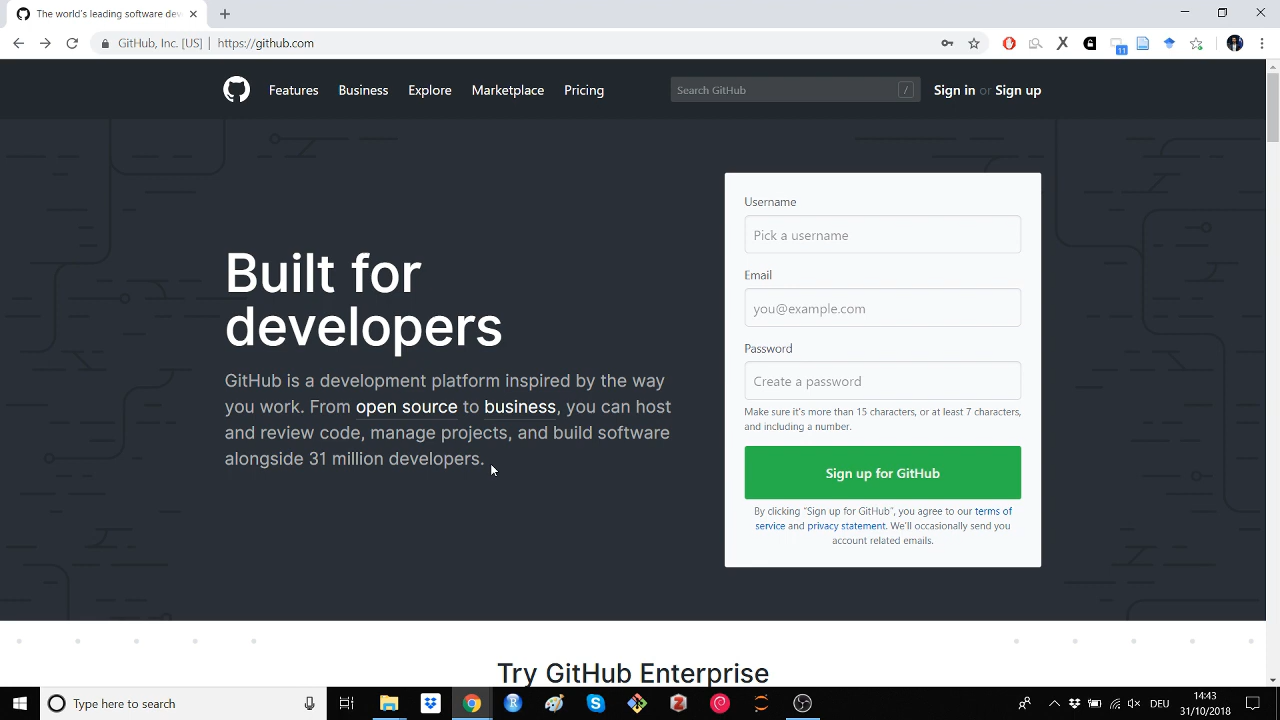 The world's leading software dev
GitHub, Inc. [US] | https://github.com
11
Features Business Explore Marketplace Pricing Search GitHub / Sign in or Sign up
Built for
developers
GitHub is a development platform inspired by the way
you work. From open source to business, you can host
and review code, manage projects, and build software
alongside 31 million developers.
Username
Pick a username
Email
you@example.com
Password
Create a password
Make sure it's more than 15 characters, or at least 7 characters,
and including a number.
Sign up for GitHub
By clicking “Sign up for GitHub”, you agree to our terms of
service and privacy statement. We'll occasionally send you
account related emails.
Try GitHub Enterprise
Type here to search
DEU
14:43
31/10/2018